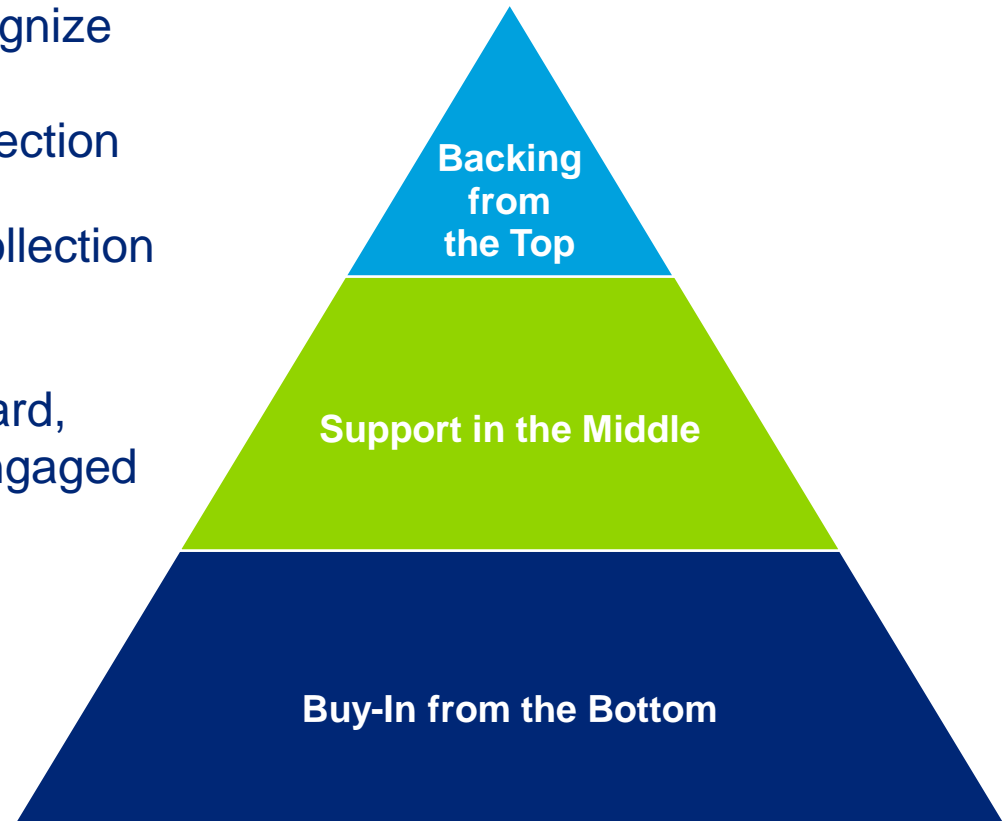 gnize
ection
ollection
ard,
ngaged
Backing
from
the Top
Support in the Middle
Buy-In from the Bottom